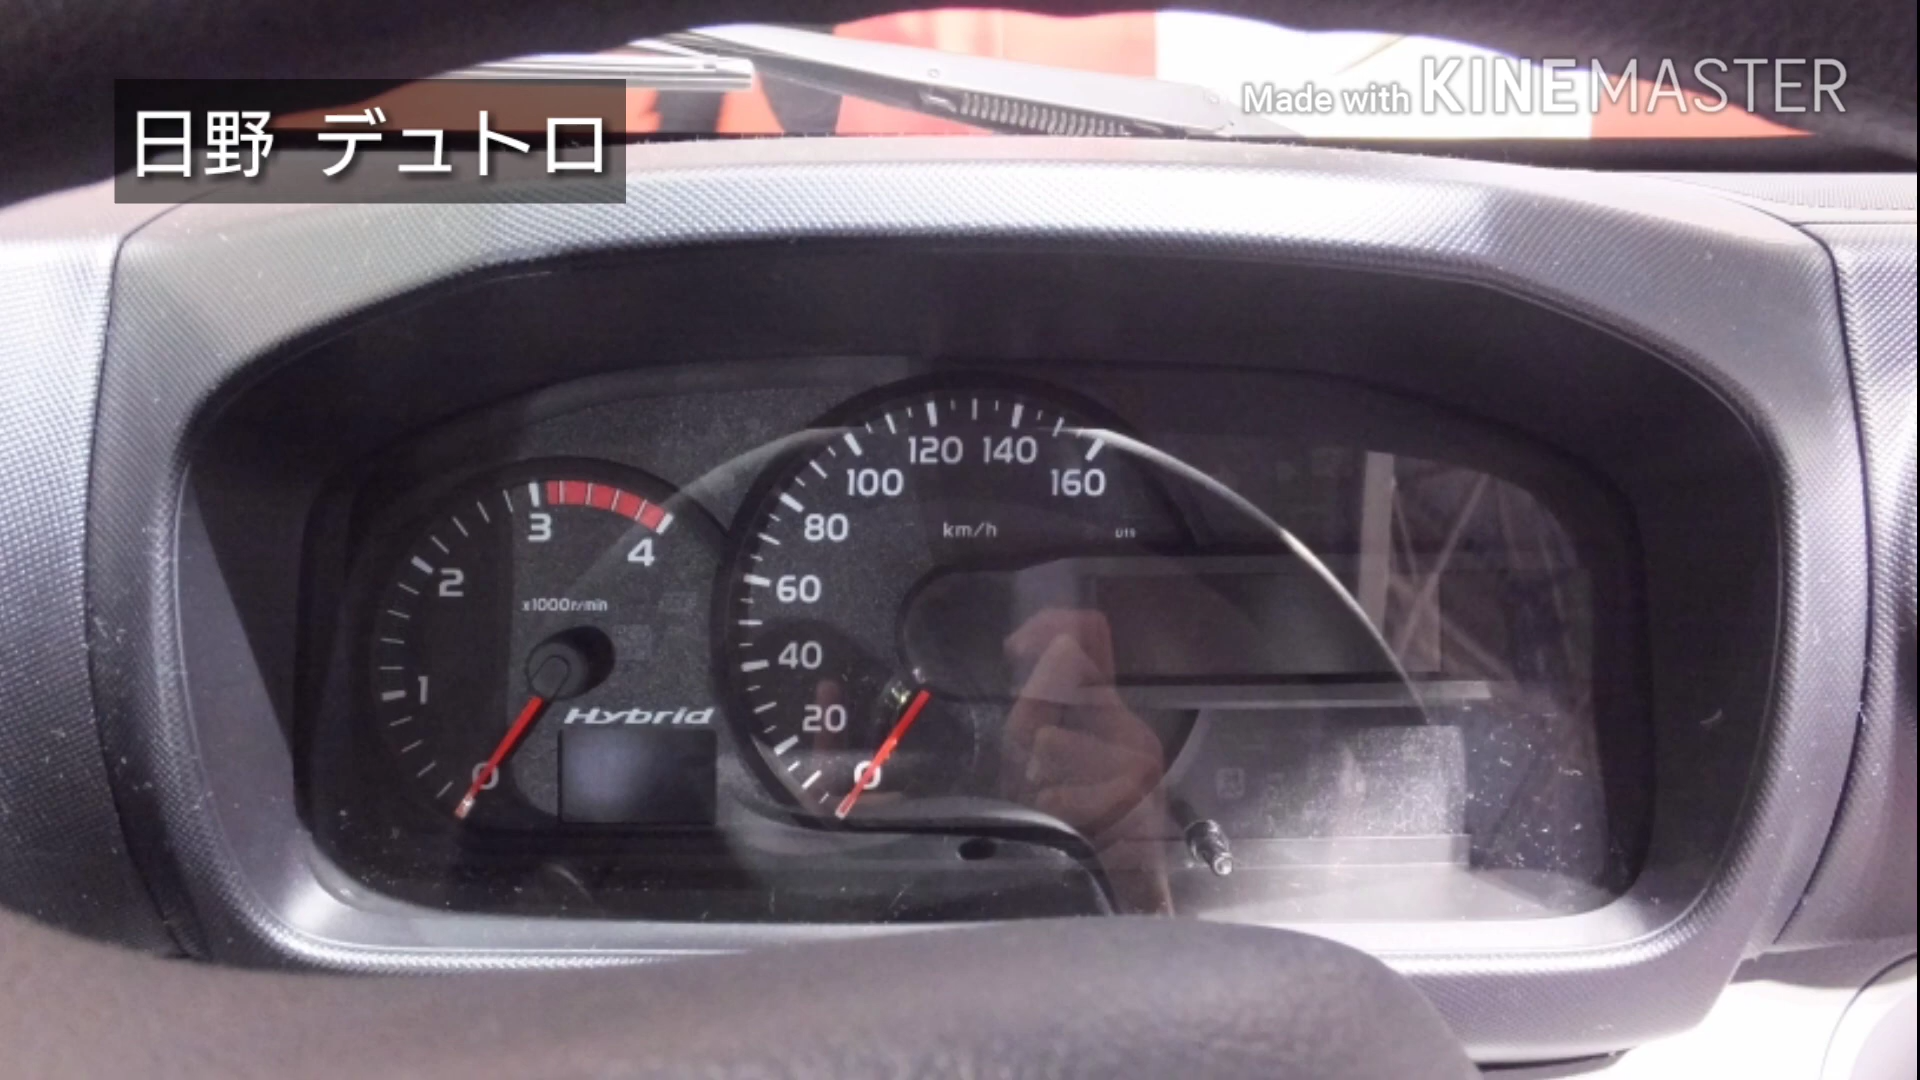 Made with KINEMASTER
日野 デュトロ
120 140
100 160
3
80 km/h D19
4
2
60
x1000r/min
40
1
Hybrid 20
0 0